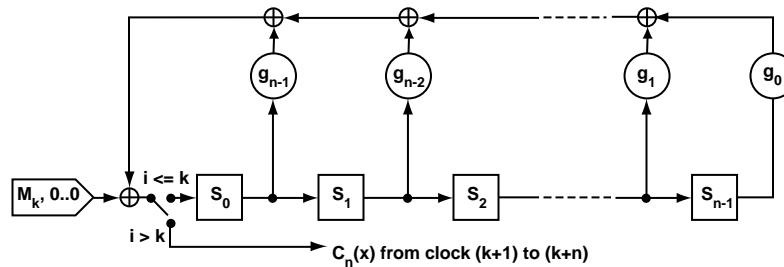 g_{n-1}
g_{n-2}
g_1
g_0
i <= k
M_k, 0..0
S_0
S_1
S_2
S_{n-1}
i > k
C_n(x) from clock (k+1) to (k+n)